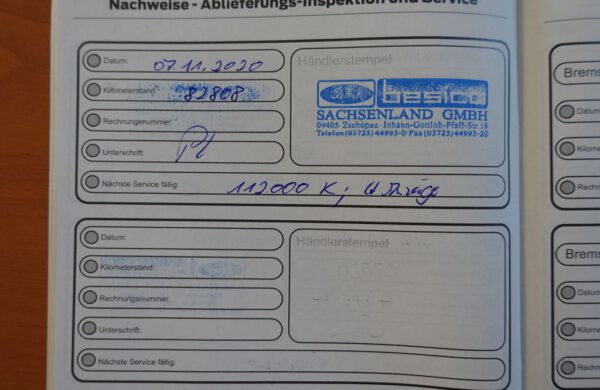 Nachweise - Ablieferungs-Inspektion und Service
Datum: 07.11.2020
Kilometerstand: 82808
Rechnungsnummer:
Unterschrift:
Nächste Service fällig: 112000 K;
Händlerstempel
besico
SACHSENLAND GMBH
09405 Zschopau Johann-Gottlob-Pfaff-Str.18
Telefon (03725) 44993-0 Fax (03725) 44993-20
Datum:
Kilometerstand:
Rechnungsnummer:
Unterschrift:
Nächste Service fällig:
Händlerstempel
Brems
Datum
Kilome
Rechn
Brems
Datum
Kilome
Rechn